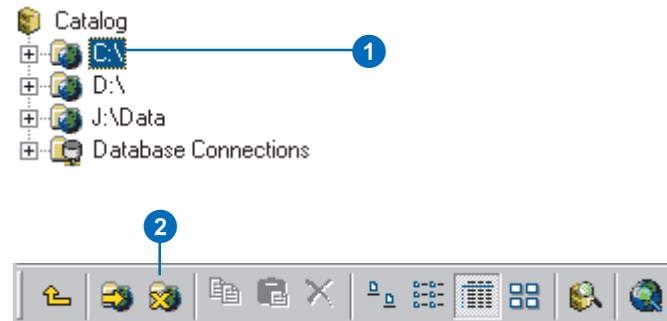 Catalog
C:\
1
D:\
J:\Data
Database Connections
2